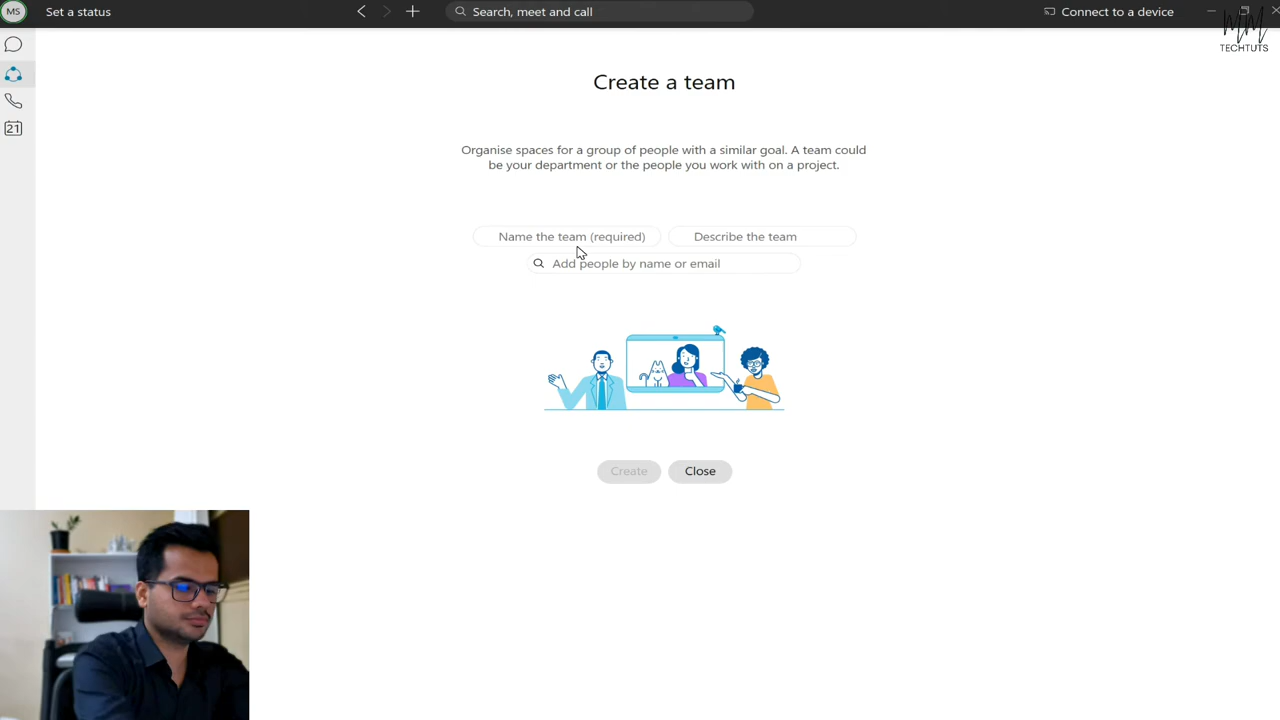 MS
Set a status
Search, meet and call
Connect to a device
MM
TECHTUTS
21
Create a team
Organise spaces for a group of people with a similar goal. A team could
be your department or the people you work with on a project.
Name the team (required)
Describe the team
Add people by name or email
Create
Close